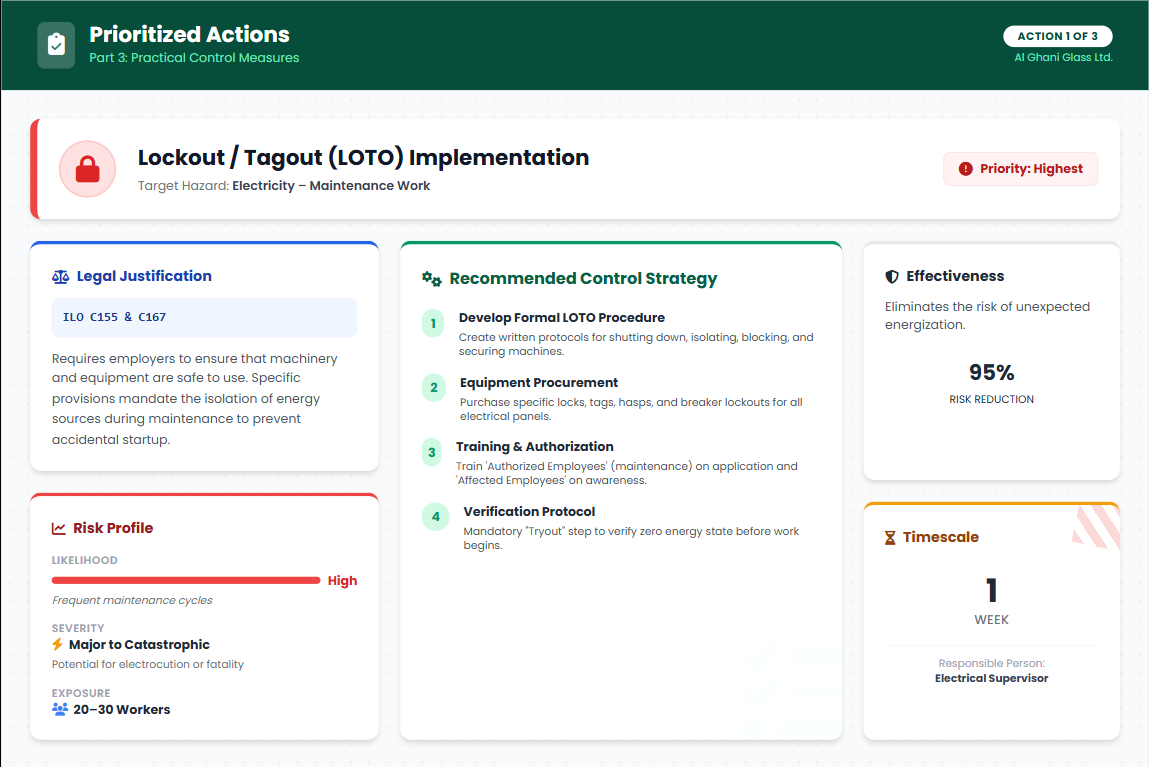 Prioritized Actions
Part 3: Practical Control Measures
ACTION 1 OF 3
Al Ghani Glass Ltd.
Lockout / Tagout (LOTO) Implementation
Target Hazard: Electricity – Maintenance Work
Priority: Highest
Legal Justification
ILO C155 & C167
Requires employers to ensure that machinery
and equipment are safe to use. Specific
provisions mandate the isolation of energy
sources during maintenance to prevent
accidental startup.
Risk Profile
LIKELIHOOD
High
Frequent maintenance cycles
SEVERITY
Major to Catastrophic
Potential for electrocution or fatality
EXPOSURE
20–30 Workers
Recommended Control Strategy
1
Develop Formal LOTO Procedure
Create written protocols for shutting down, isolating, blocking, and
securing machines.
2
Equipment Procurement
Purchase specific locks, tags, hasps, and breaker lockouts for all
electrical panels.
3
Training & Authorization
Train 'Authorized Employees' (maintenance) on application and
'Affected Employees' on awareness.
4
Verification Protocol
Mandatory "Tryout" step to verify zero energy state before work
begins.
Effectiveness
Eliminates the risk of unexpected
energization.
95%
RISK REDUCTION
Timescale
1
WEEK
Responsible Person:
Electrical Supervisor